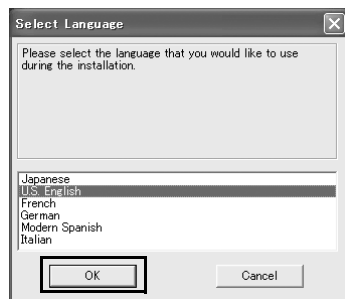 Select Language
Please select the language that you would like to use
during the installation.
Japanese
U.S. English
French
German
Modern Spanish
Italian
OK Cancel